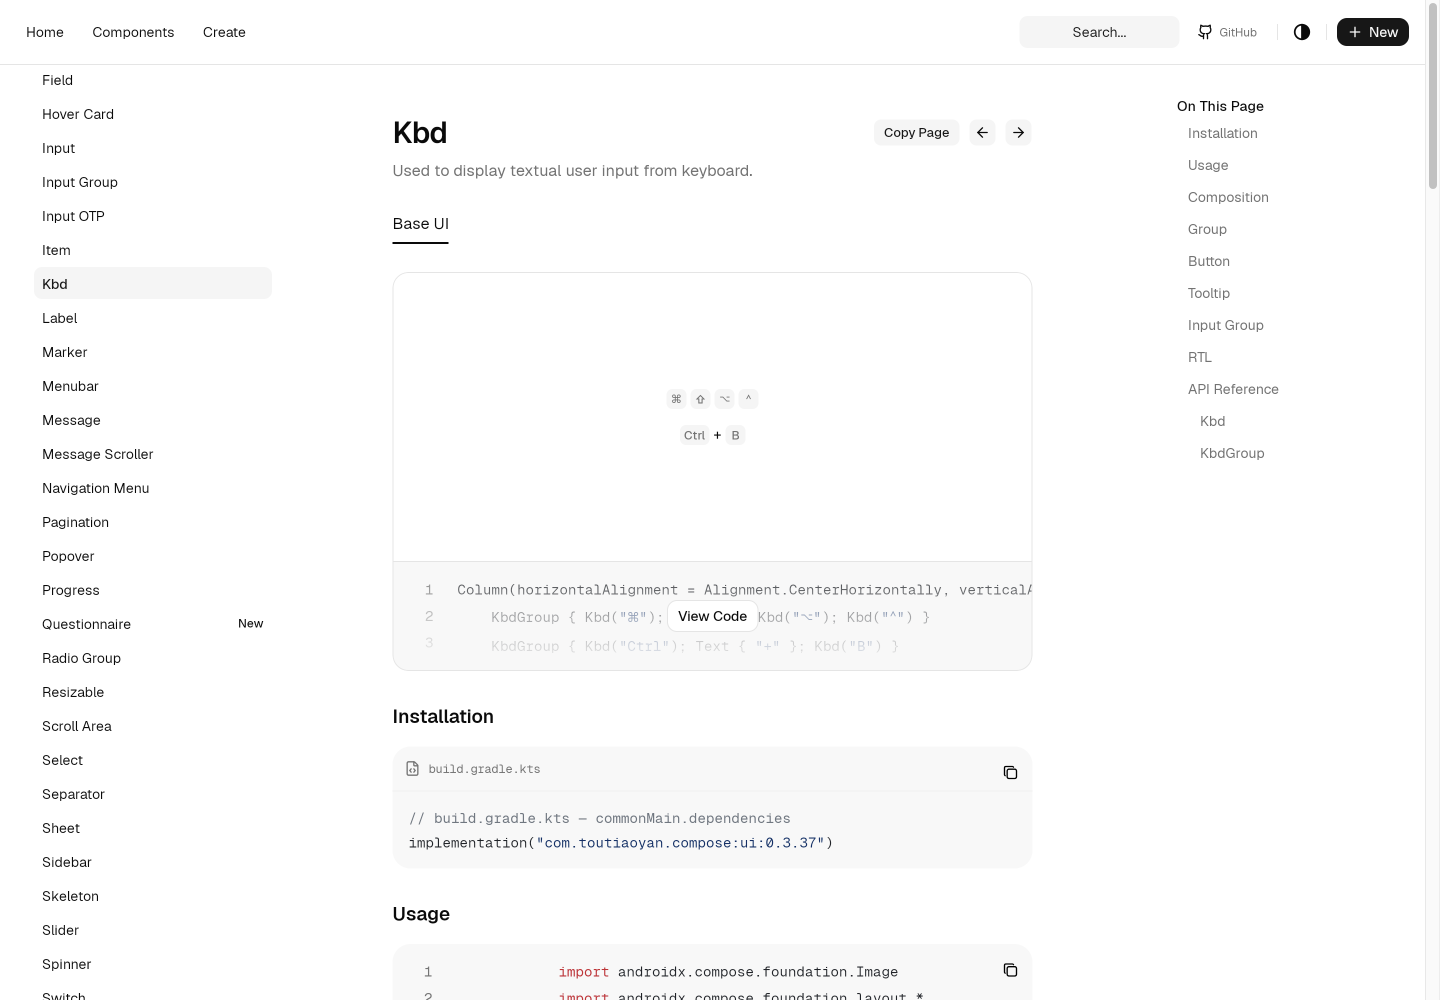 Home Components Create Search... GitHub New
Field
Hover Card
Input
Input Group
Input OTP
Item
Kbd
Label
Marker
Menubar
Message
Message Scroller
Navigation Menu
Pagination
Popover
Progress
Questionnaire New
Radio Group
Resizable
Scroll Area
Select
Separator
Sheet
Sidebar
Skeleton
Slider
Spinner
Switch
Kbd Copy Page ← →
Used to display textual user input from keyboard.
Base UI
⌘ ⇧ ⌥ ^
Ctrl + B
1 Column(horizontalAlignment = Alignment.CenterHorizontally, verticalA
2 KbdGroup { Kbd("⌘"); Kbd("⌥"); Kbd("^") }
View Code
3 KbdGroup { Kbd("Ctrl"); Text { "+" }; Kbd("B") }
Installation
build.gradle.kts
// build.gradle.kts — commonMain.dependencies
implementation("com.toutiaoyan.compose:ui:0.3.37")
Usage
1 import androidx.compose.foundation.Image
2 import androidx.compose.foundation.layout.*
On This Page
Installation
Usage
Composition
Group
Button
Tooltip
Input Group
RTL
API Reference
Kbd
KbdGroup